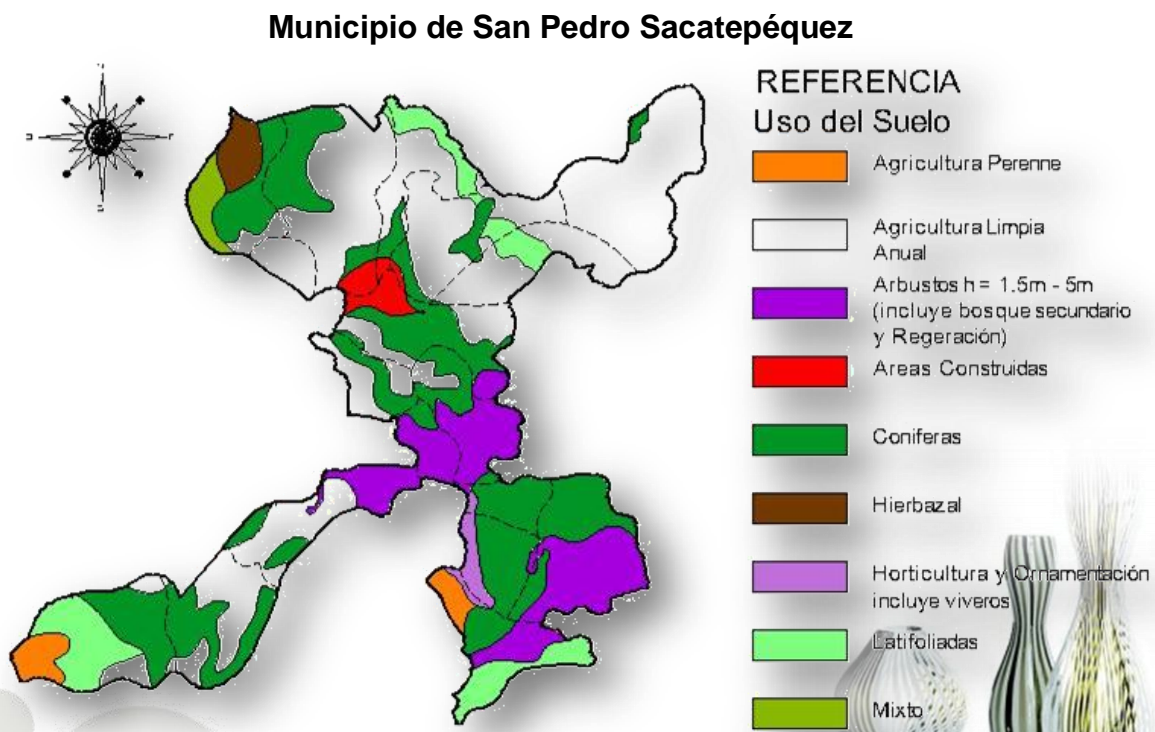 Municipio de San Pedro Sacatepéquez
REFERENCIA
Uso del Suelo
Agricultura Perenne
Agricultura Limpia
Anual
Arbustos h = 1.5m - 5m
(incluye bosque secundario
y Regeración)
Areas Construidas
Coniferas
Hierbazal
Horticultura y Ornamentación
incluye viveros
Latifoliadas
Mixto